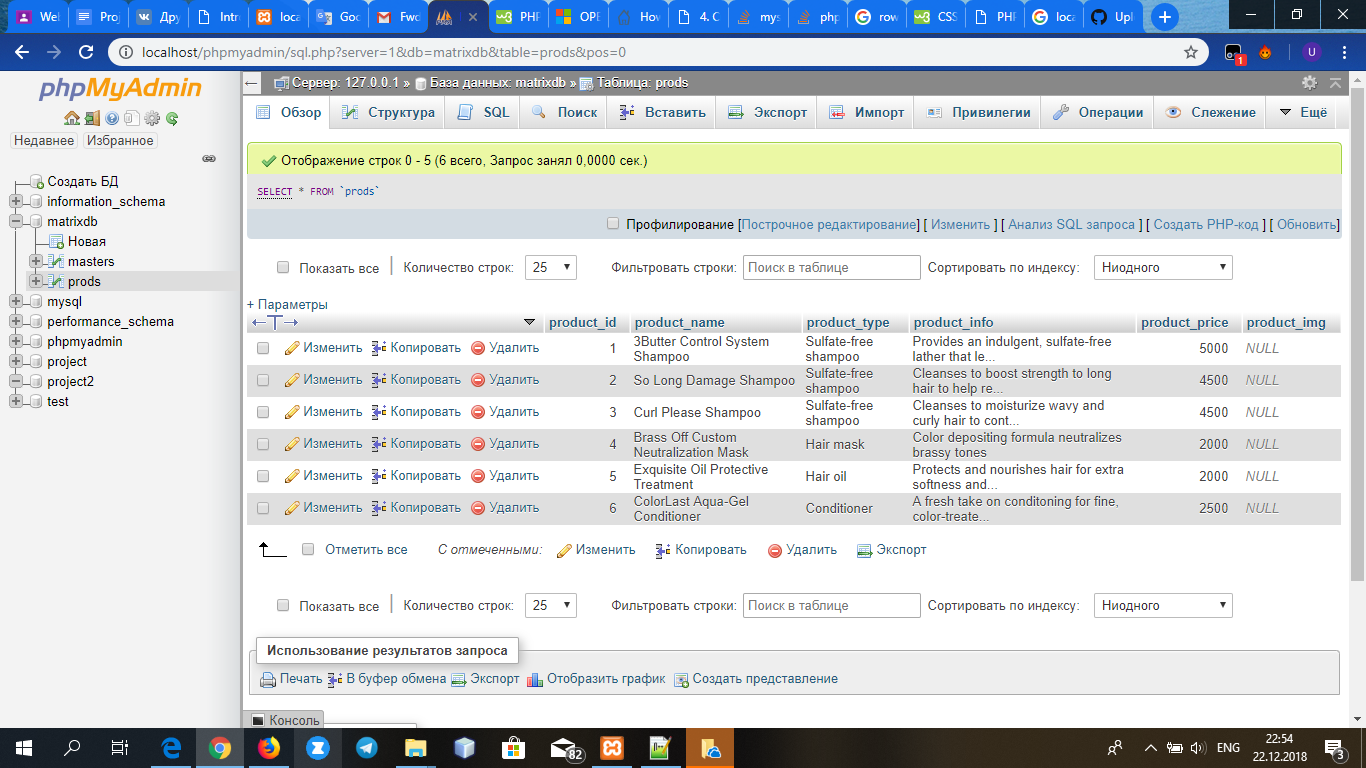 Wel
Proj
Дру
Intro
loca
Goo
Fwd
PHP
OPE
How
4. C
mys
php
row
CSS
PHP
loca
Upl
localhost/phpmyadmin/sql.php?server=1&db=matrixdb&table=prods&pos=0
1
U
phpMyAdmin
Недавнее Избранное
Создать БД
information_schema
matrixdb
Новая
masters
prods
mysql
performance_schema
phpmyadmin
project
project2
test
Сервер: 127.0.0.1 » База данных: matrixdb » Таблица: prods
Обзор Структура SQL Поиск Вставить Экспорт Импорт Привилегии Операции Слежение Ещё
Отображение строк 0 - 5 (6 всего, Запрос занял 0,0000 сек.)
SELECT * FROM `prods`
Профилирование [Построчное редактирование] [ Изменить ] [ Анализ SQL запроса ] [ Создать PHP-код ] [ Обновить]
Показать все Количество строк: 25 Фильтровать строки: Поиск в таблице Сортировать по индексу: Ниодного
+ Параметры
←T→ product_id product_name product_type product_info product_price product_img
Изменить Копировать Удалить 1 3Butter Control System Shampoo Sulfate-free shampoo Provides an indulgent, sulfate-free lather that le... 5000 NULL
Изменить Копировать Удалить 2 So Long Damage Shampoo Sulfate-free shampoo Cleanses to boost strength to long hair to help re... 4500 NULL
Изменить Копировать Удалить 3 Curl Please Shampoo Sulfate-free shampoo Cleanses to moisturize wavy and curly hair to cont... 4500 NULL
Изменить Копировать Удалить 4 Brass Off Custom Neutralization Mask Hair mask Color depositing formula neutralizes brassy tones 2000 NULL
Изменить Копировать Удалить 5 Exquisite Oil Protective Treatment Hair oil Protects and nourishes hair for extra softness and... 2000 NULL
Изменить Копировать Удалить 6 ColorLast Aqua-Gel Conditioner Conditioner A fresh take on conditoning for fine, color-treate... 2500 NULL
Отметить все С отмеченными: Изменить Копировать Удалить Экспорт
Показать все Количество строк: 25 Фильтровать строки: Поиск в таблице Сортировать по индексу: Ниодного
Использование результатов запроса
Печать В буфер обмена Экспорт Отобразить график Создать представление
Консоль
82
ENG
22:54
22.12.2018
3